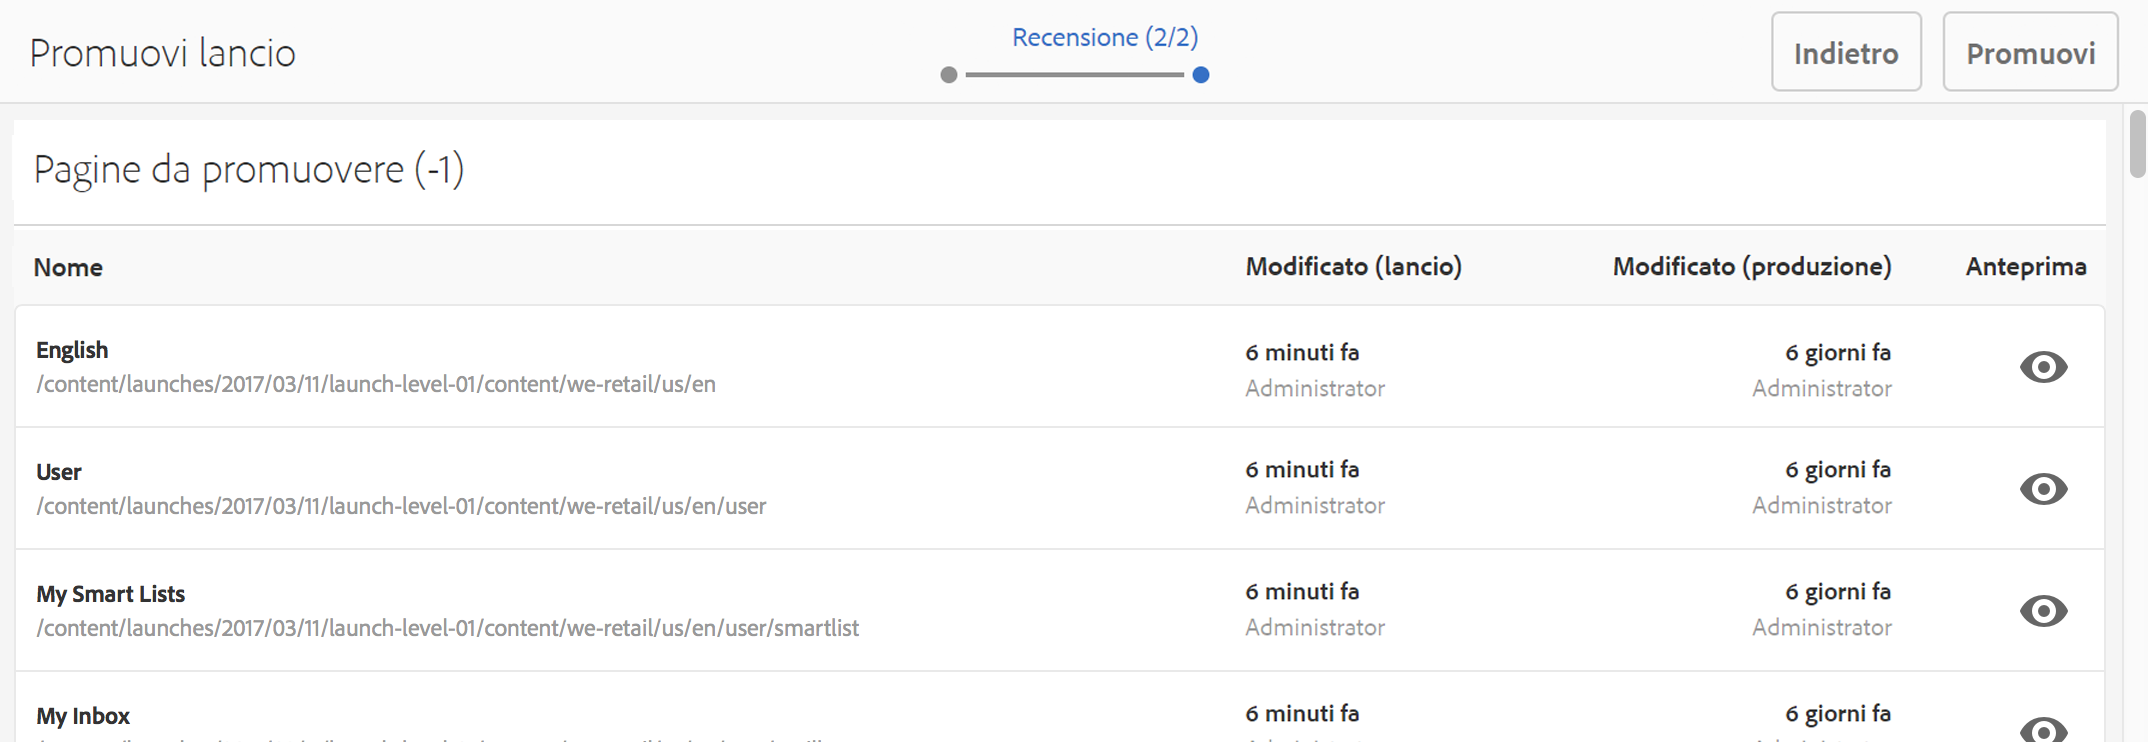 Promuovi lancio
Recensione (2/2)
Indietro
Promuovi
Pagine da promuovere (-1)
Nome
Modificato (lancio)
Modificato (produzione)
Anteprima
English
/content/launches/2017/03/11/launch-level-01/content/we-retail/us/en
6 minuti fa
Administrator
6 giorni fa
Administrator
User
/content/launches/2017/03/11/launch-level-01/content/we-retail/us/en/user
6 minuti fa
Administrator
6 giorni fa
Administrator
My Smart Lists
/content/launches/2017/03/11/launch-level-01/content/we-retail/us/en/user/smartlist
6 minuti fa
Administrator
6 giorni fa
Administrator
My Inbox
6 minuti fa
6 giorni fa